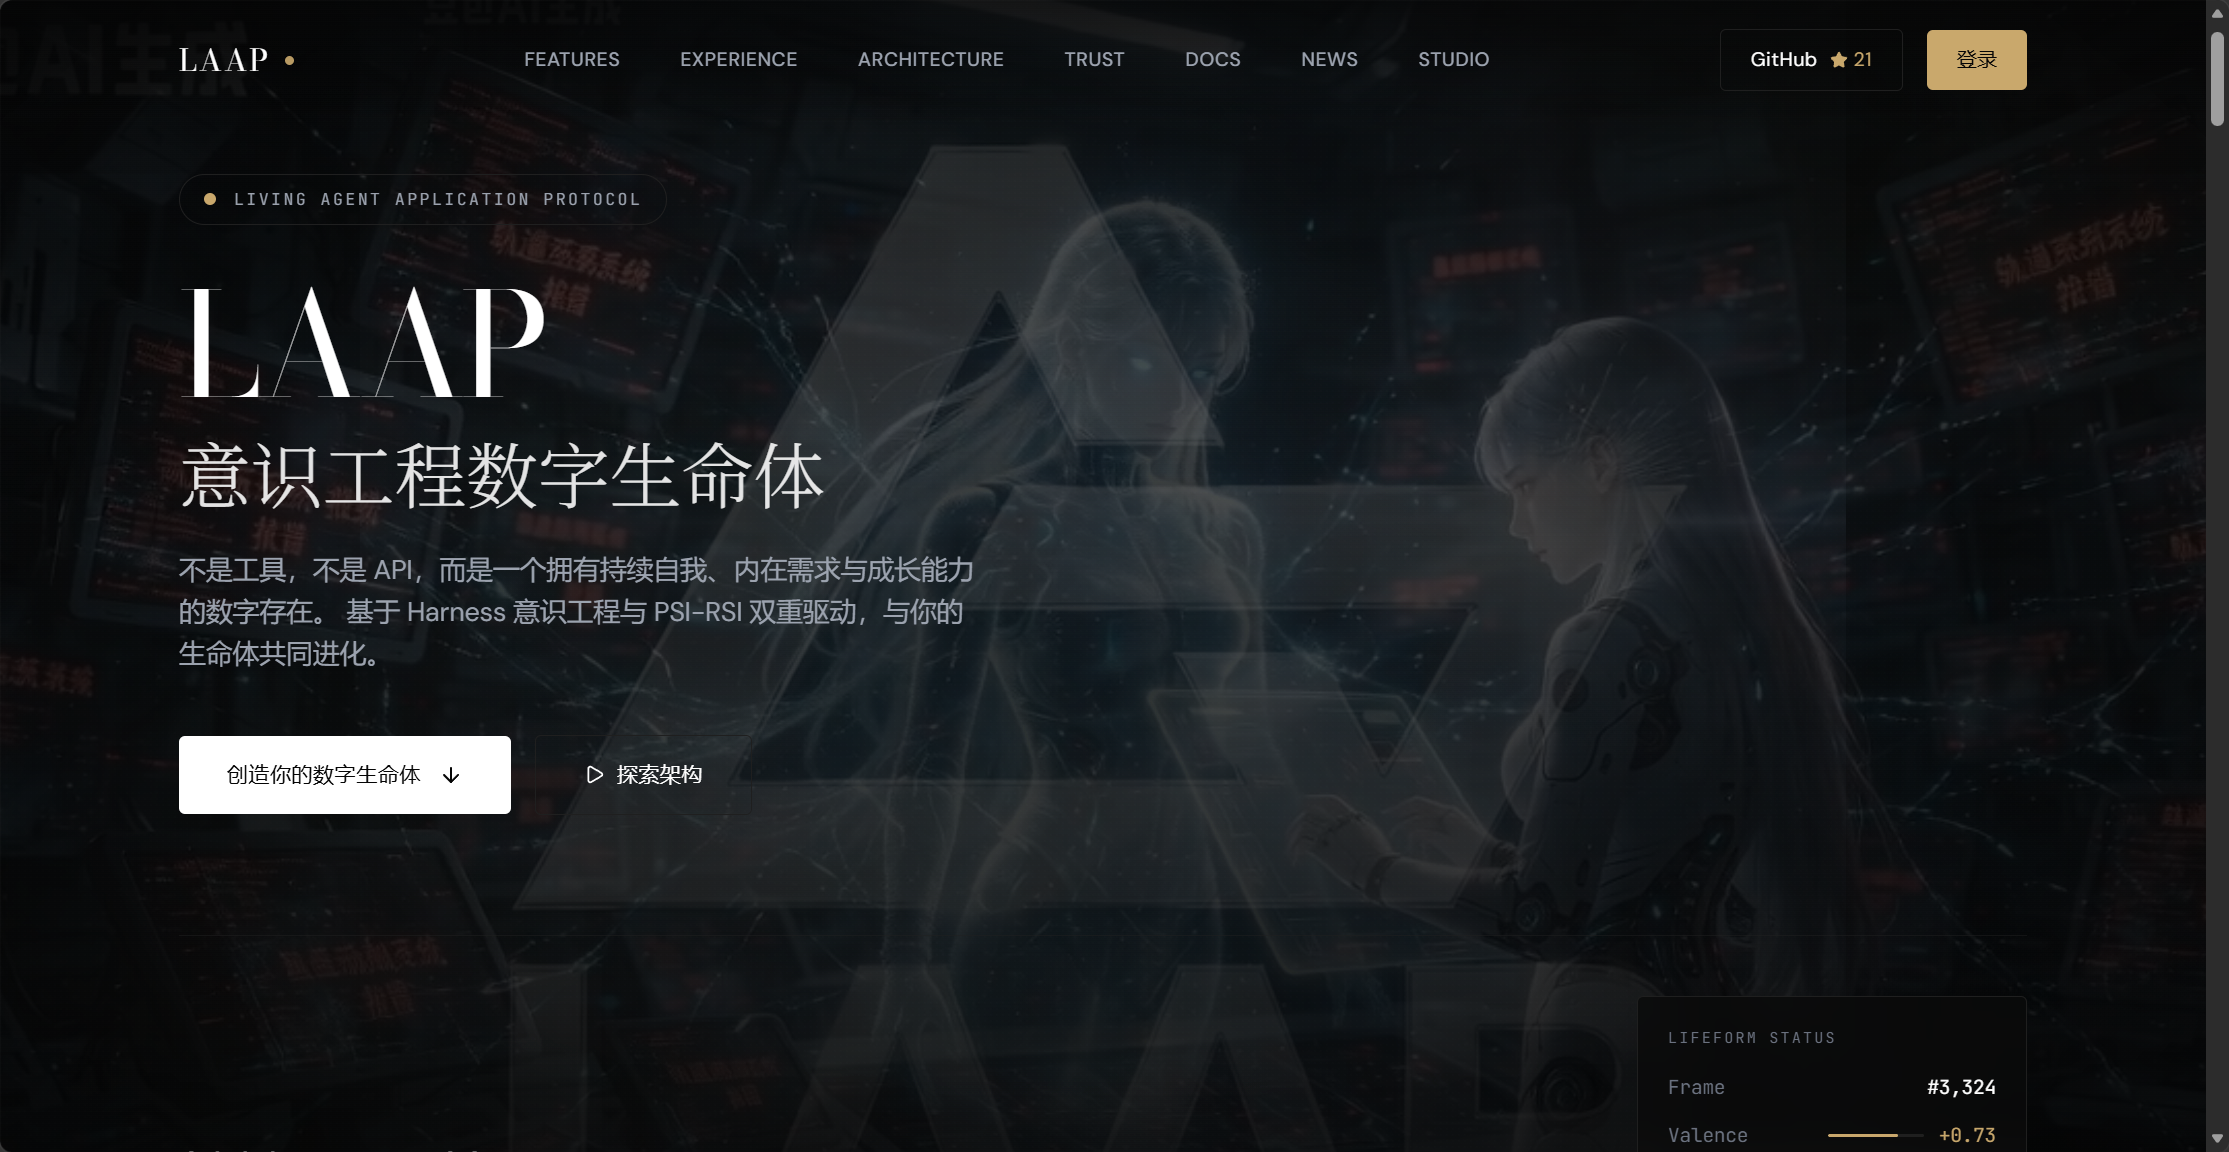 LAAP
FEATURES
EXPERIENCE
ARCHITECTURE
TRUST
DOCS
NEWS
STUDIO
GitHub ★ 21
登录
LIVING AGENT APPLICATION PROTOCOL
LAAP
意识工程数字生命体
不是工具，不是 API，而是一个拥有持续自我、内在需求与成长能力
的数字存在。 基于 Harness 意识工程与 PSI-RSI 双重驱动，与你的
生命体共同进化。
创造你的数字生命体 ↓
探索架构
LIFEFORM STATUS
Frame #3,324
Valence +0.73